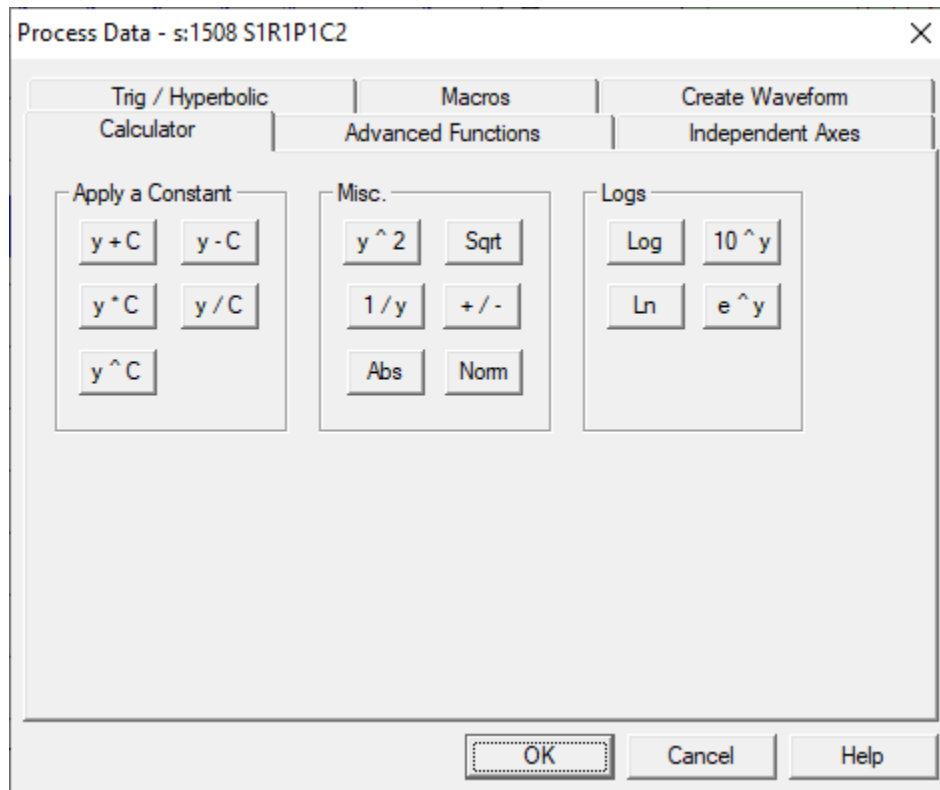 Process Data - s:1508 S1R1P1C2
Trig / Hyperbolic Macros Create Waveform
Calculator Advanced Functions Independent Axes
Apply a Constant Misc. Logs
y + C y - C y ^ 2 Sqrt Log 10 ^ y
y * C y / C 1 / y + / - Ln e ^ y
y ^ C Abs Norm
OK Cancel Help